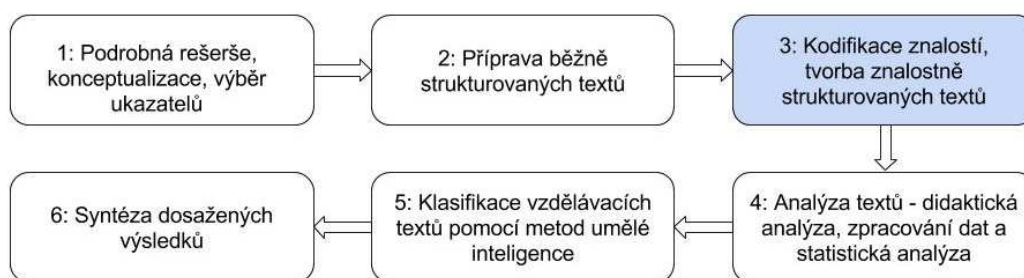 1: Podrobná rešerše,
konceptualizace, výběr
ukazatelů
2: Příprava běžně
strukturovaných textů
3: Kodifikace znalostí,
tvorba znalostně
strukturovaných textů
4: Analýza textů - didaktická
analýza, zpracování dat a
statistická analýza
5: Klasifikace vzdělávacích
textů pomocí metod umělé
inteligence
6: Syntéza dosažených
výsledků